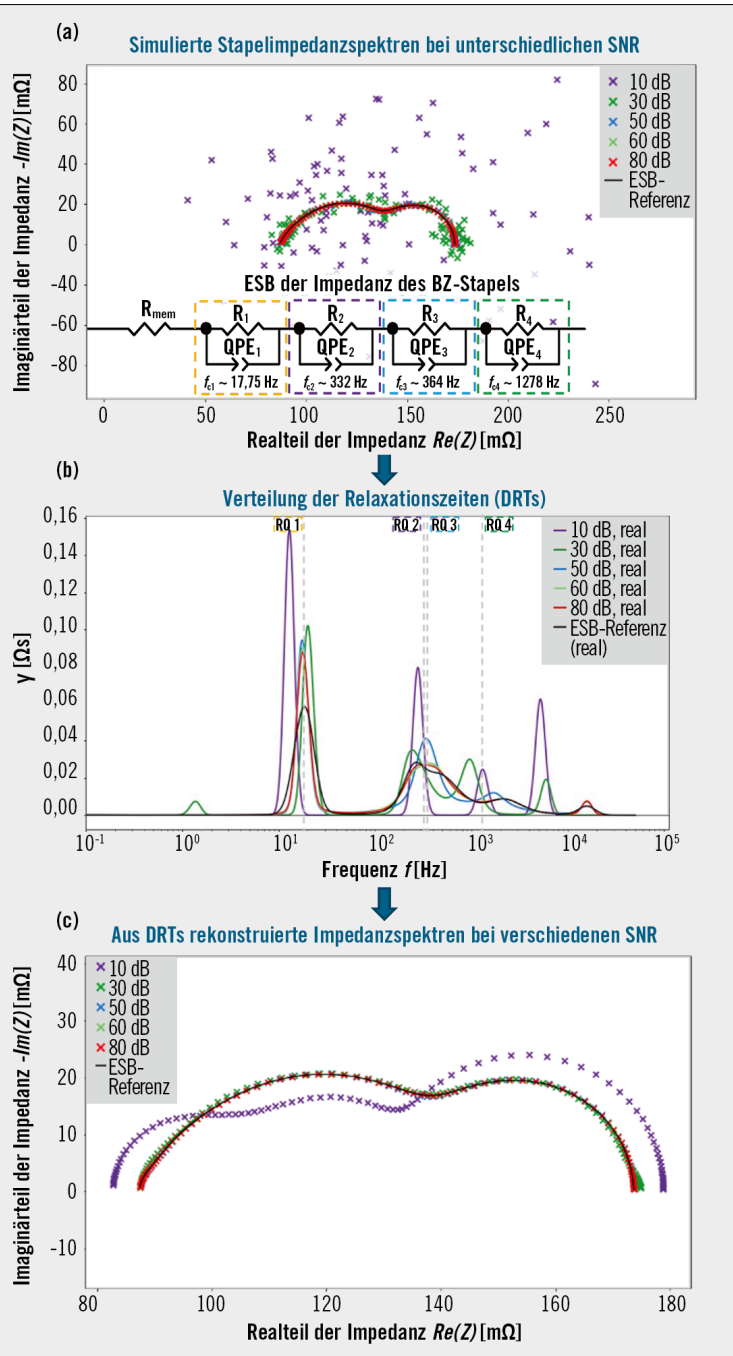 (a)
Simulierte Stapelimpedanzspektren bei unterschiedlichen SNR
Imaginärteil der Impedanz -Im(Z) [mΩ]
80
60
40
20
0
-40
-60
-80
10 dB
30 dB
50 dB
60 dB
80 dB
ESB-
Referenz
ESB der Impedanz des BZ-Stapels
Rmem
R1
R2
R3
R4
QPE1
QPE2
QPE3
QPE4
fc1 ~ 17,75 Hz
fc2 ~ 332 Hz
fc3 ~ 364 Hz
fc4 ~ 1278 Hz
0
50
100
150
200
250
Realteil der Impedanz Re(Z) [mΩ]
(b)
Verteilung der Relaxationszeiten (DRTs)
γ [Ωs]
0,16
0,14
0,12
0,10
0,08
0,06
0,04
0,02
0,00
RQ 1
RQ 2
RQ 3
RQ 4
10 dB, real
30 dB, real
50 dB, real
60 dB, real
80 dB, real
ESB-Referenz
(real)
10-1
100
101
102
103
104
105
Frequenz f [Hz]
(c)
Aus DRTs rekonstruierte Impedanzspektren bei verschiedenen SNR
Imaginärteil der Impedanz -Im(Z) [mΩ]
40
30
20
10
0
-10
10 dB
30 dB
50 dB
60 dB
80 dB
ESB-
Referenz
80
100
120
140
160
180
Realteil der Impedanz Re(Z) [mΩ]